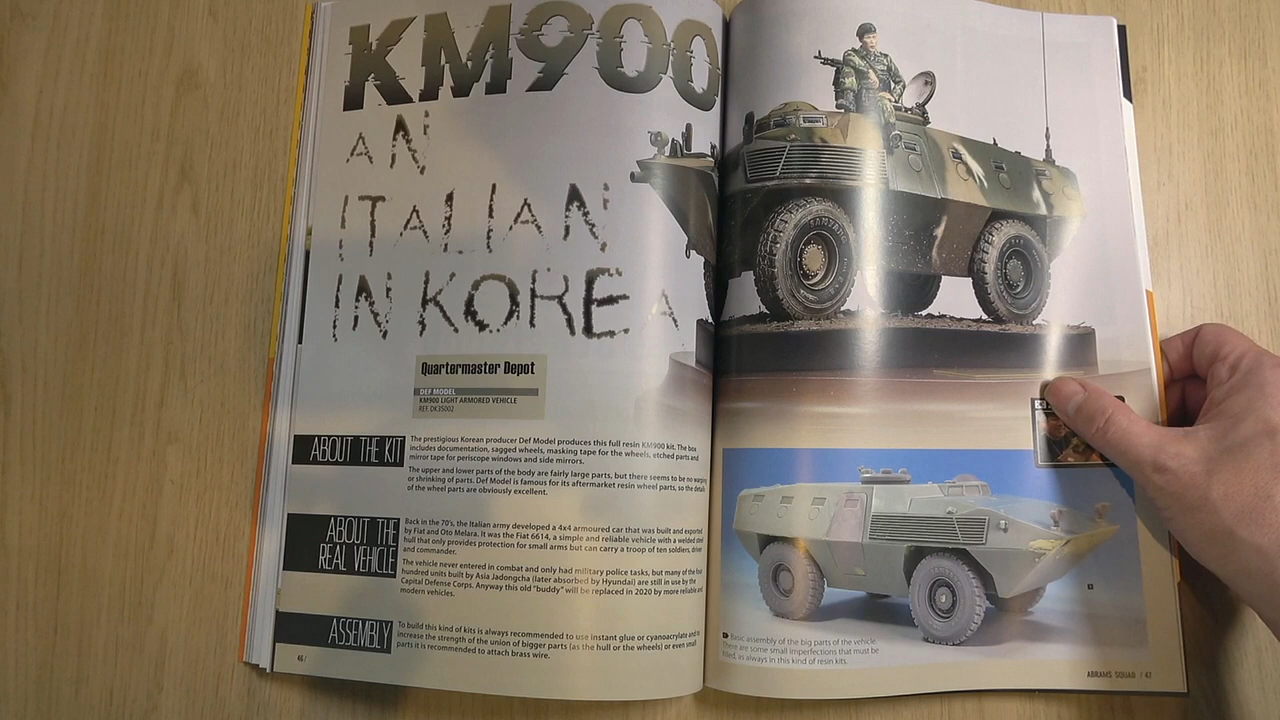 KM900
AN
ITALIAN
IN KOREA
Quartermaster Depot
DEF MODEL
KM900 LIGHT ARMORED VEHICLE
REF. DK35002
ABOUT THE KIT
The prestigious Korean producer Def Model produces this full resin KM900 kit. The box
includes documentation, sagged wheels, masking tape for the wheels, etched parts and
mirror tape for periscope windows and side mirrors.
The upper and lower parts of the body are fairly large parts, but there seems to be no warping
or shrinking of parts. Def Model is famous for its aftermarket resin wheel parts, so the details
of the wheel parts are obviously excellent.
ABOUT THE
REAL VEHICLE
Back in the 70's, the Italian army developed a 4x4 armoured car that was built and exported
by Fiat and Oto Melara. It was the Fiat 6614, a simple and reliable vehicle with a welded steel
hull that only provides protection for small arms but can carry a troop of ten soldiers, driver
and commander.
The vehicle never entered in combat and only had military police tasks, but many of the four
hundred units built by Asia Jadongcha (later absorbed by Hyundai) are still in use by the
Capital Defense Corps. Anyway this old "buddy" will be replaced in 2020 by more reliable and
modern vehicles.
ASSEMBLY
To build this kind of kits is always recommended to use instant glue or cyanoacrylate and to
increase the strength of the union of bigger parts (as the hull or the wheels) or even small
parts it is recommended to attach brass wire.
46 /
Basic assembly of the big parts of the vehicle.
There are some small imperfections that must be
filled, as always in this kind of resin kits.
ABRAMS SQUAD / 47